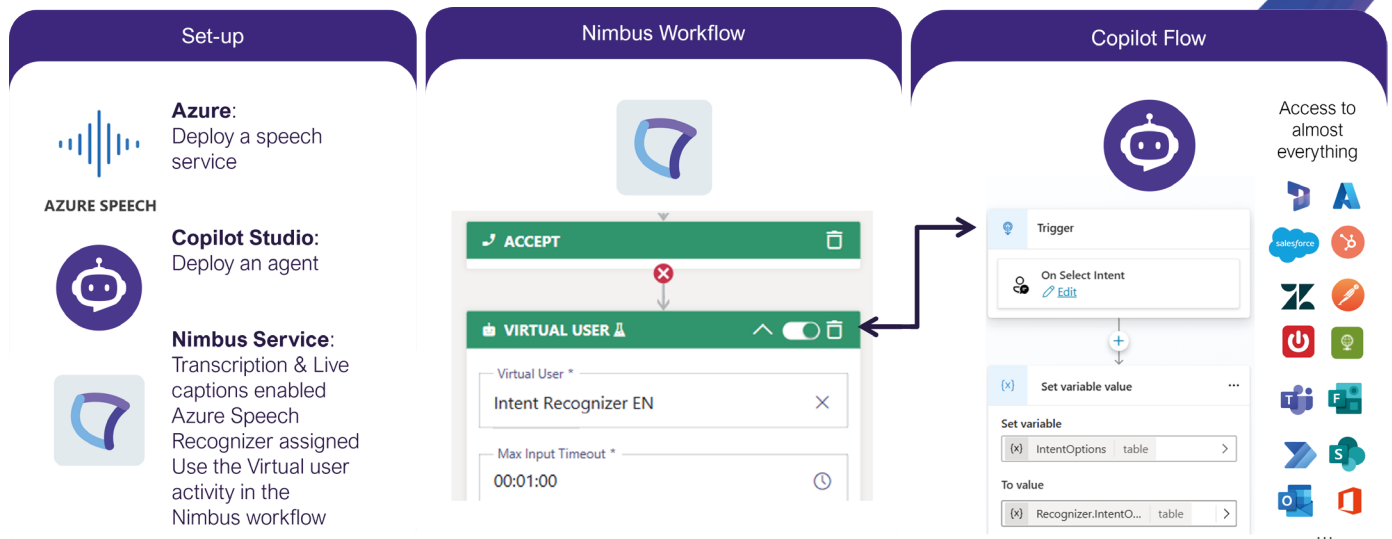 Set-up
Azure:
Deploy a speech
service
AZURE SPEECH
Copilot Studio:
Deploy an agent
Nimbus Service:
Transcription & Live
captions enabled
Azure Speech
Recognizer assigned
Use the Virtual user
activity in the
Nimbus workflow
Nimbus Workflow
ACCEPT
VIRTUAL USER
Virtual User *
Intent Recognizer EN
Max Input Timeout *
00:01:00
Copilot Flow
Trigger
On Select Intent
Edit
{x} Set variable value ...
Set variable
{x} IntentOptions table >
To value
{x} Recognizer.IntentO... table >
Access to
almost
everything
salesforce
...